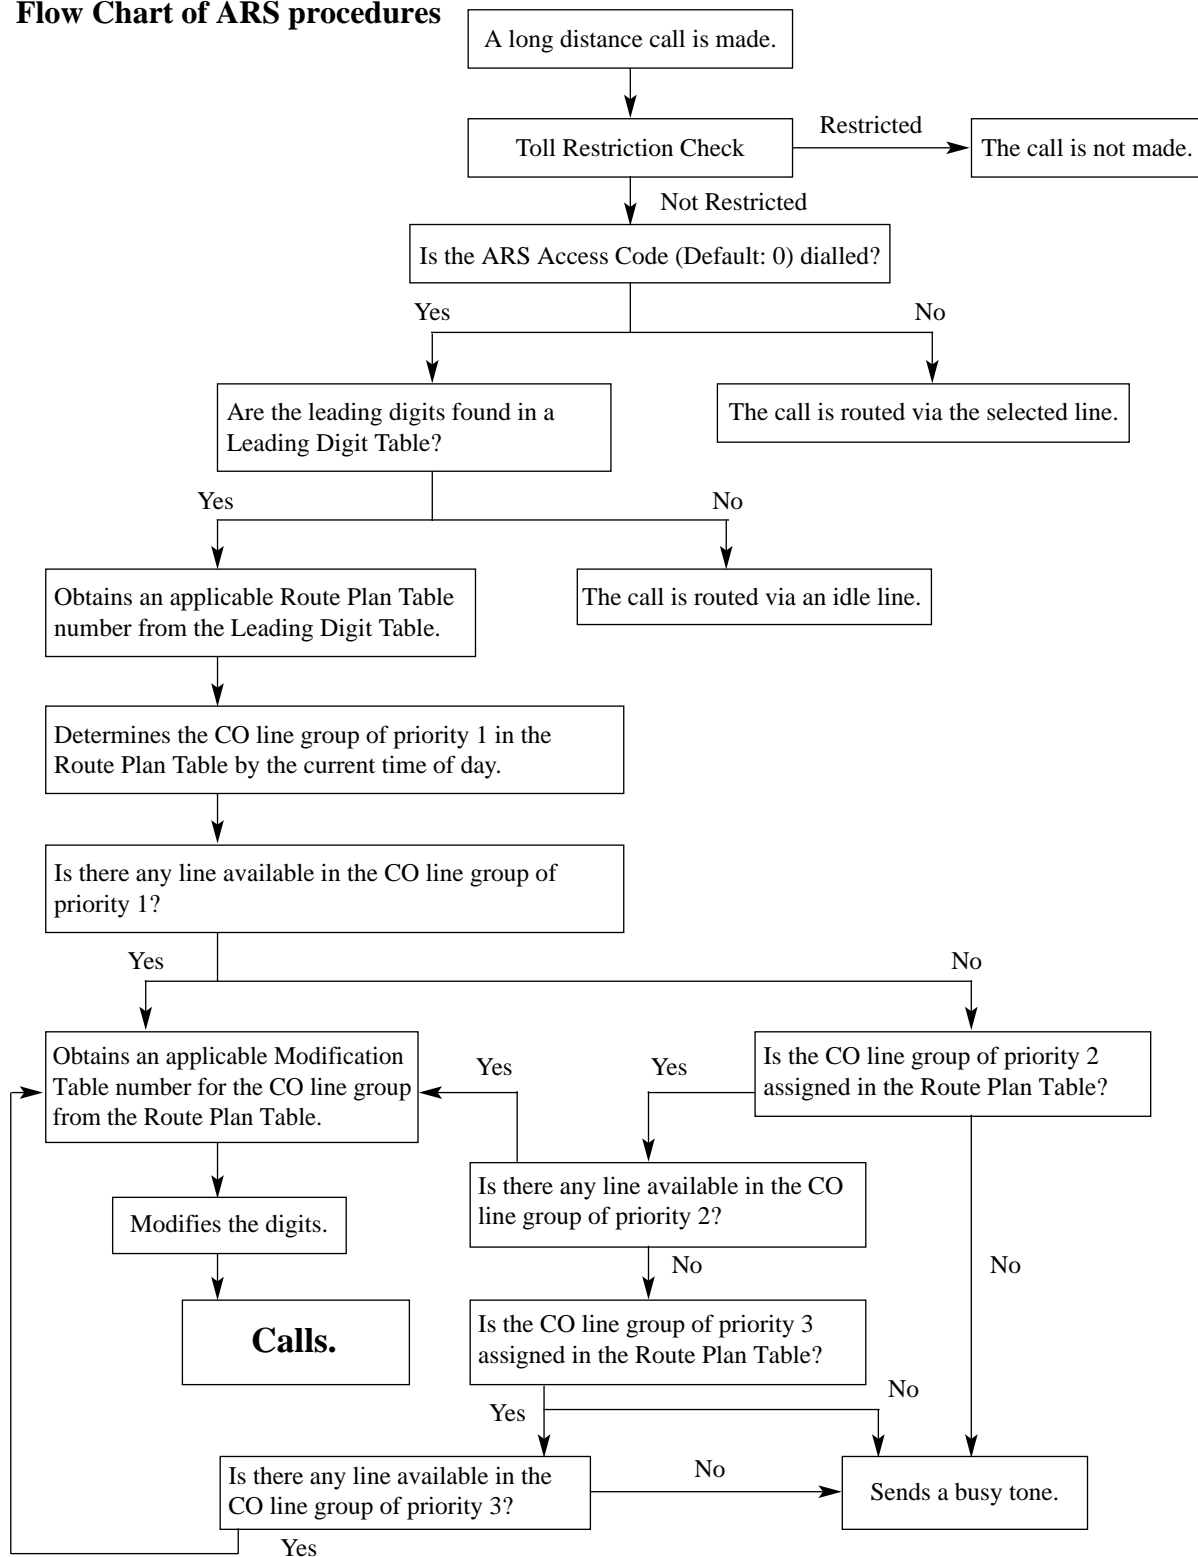 Flow Chart of ARS procedures
A long distance call is made.
Toll Restriction Check
Restricted
The call is not made.
Not Restricted
Is the ARS Access Code (Default: 0) dialled?
Yes
No
Are the leading digits found in a
Leading Digit Table?
The call is routed via the selected line.
Yes
No
Obtains an applicable Route Plan Table
number from the Leading Digit Table.
The call is routed via an idle line.
Determines the CO line group of priority 1 in the
Route Plan Table by the current time of day.
Is there any line available in the CO line group of
priority 1?
Yes
No
Obtains an applicable Modification
Table number for the CO line group
from the Route Plan Table.
Yes
Yes
Is the CO line group of priority 2
assigned in the Route Plan Table?
Is there any line available in the CO
line group of priority 2?
Modifies the digits.
No
No
Calls.
Is the CO line group of priority 3
assigned in the Route Plan Table?
No
Yes
Is there any line available in the
CO line group of priority 3?
No
Sends a busy tone.
Yes